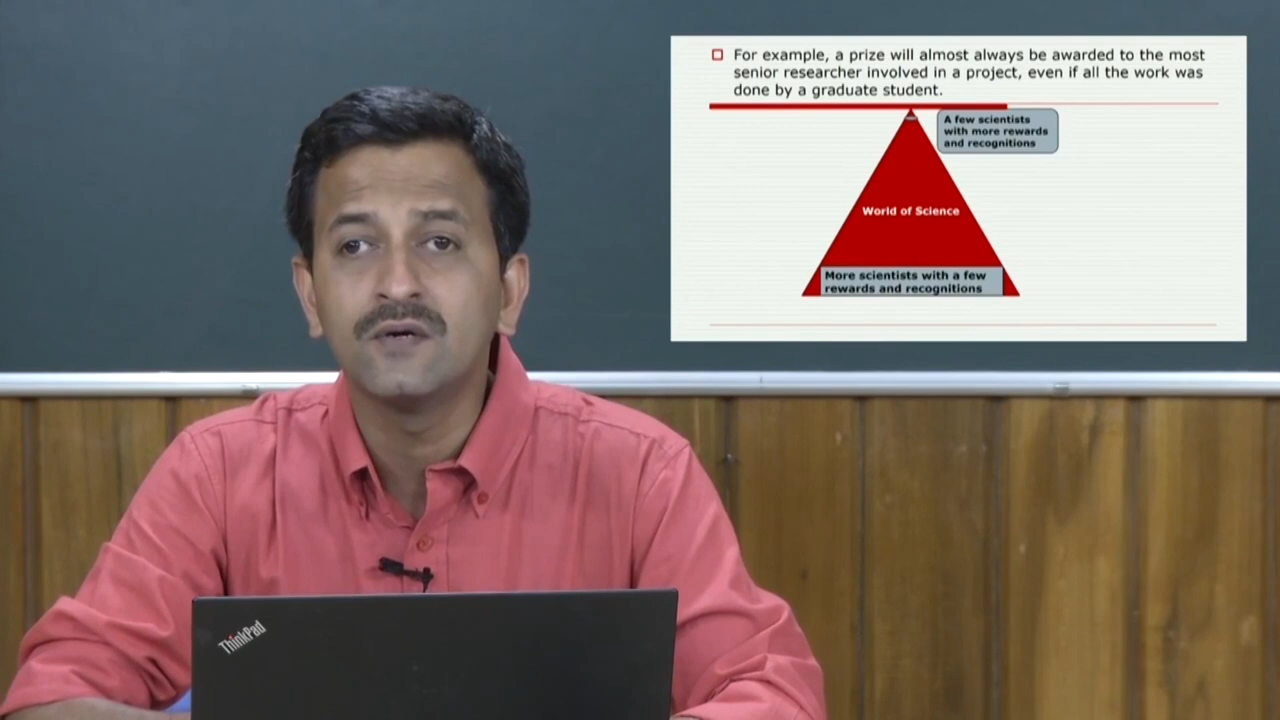 For example, a prize will almost always be awarded to the most
senior researcher involved in a project, even if all the work was
done by a graduate student.
A few scientists
with more rewards
and recognitions
World of Science
More scientists with a few
rewards and recognitions
ThinkPad